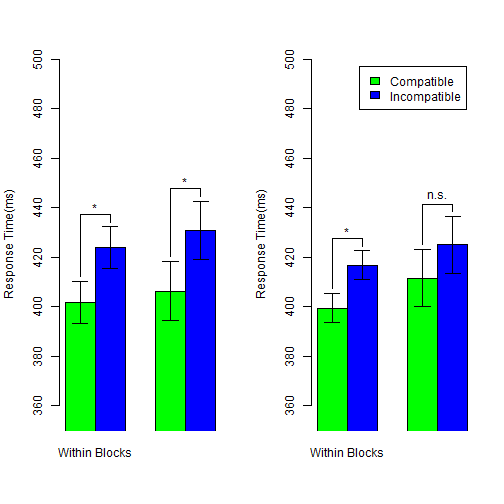 500
480
460
440
420
400
380
360
Response Time(ms)
*
*
Within Blocks
500
480
460
440
420
400
380
360
Response Time(ms)
Compatible
Incompatible
*
n.s.
Within Blocks